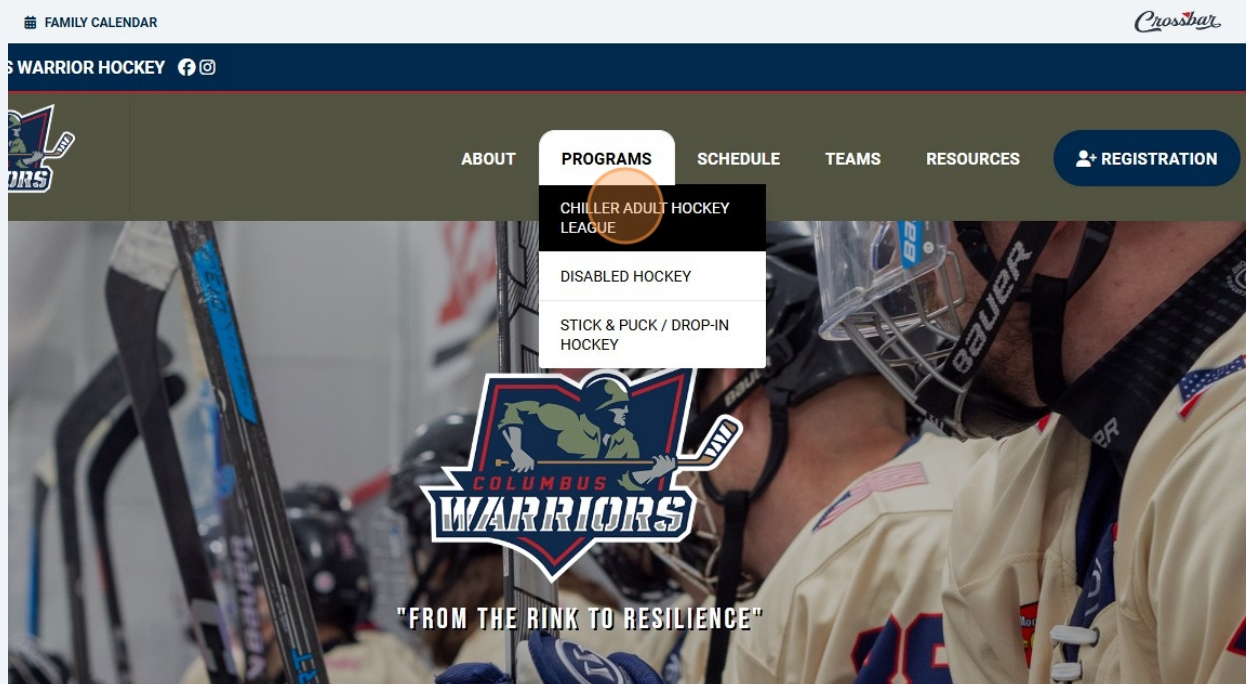 FAMILY CALENDAR
Crossbar
S WARRIOR HOCKEY
ABOUT
PROGRAMS
SCHEDULE
TEAMS
RESOURCES
REGISTRATION
CHILLER ADULT HOCKEY
LEAGUE
DISABLED HOCKEY
STICK & PUCK / DROP-IN
HOCKEY
BAUER
COLUMBUS
WARRIORS
"FROM THE RINK TO RESILIENCE"